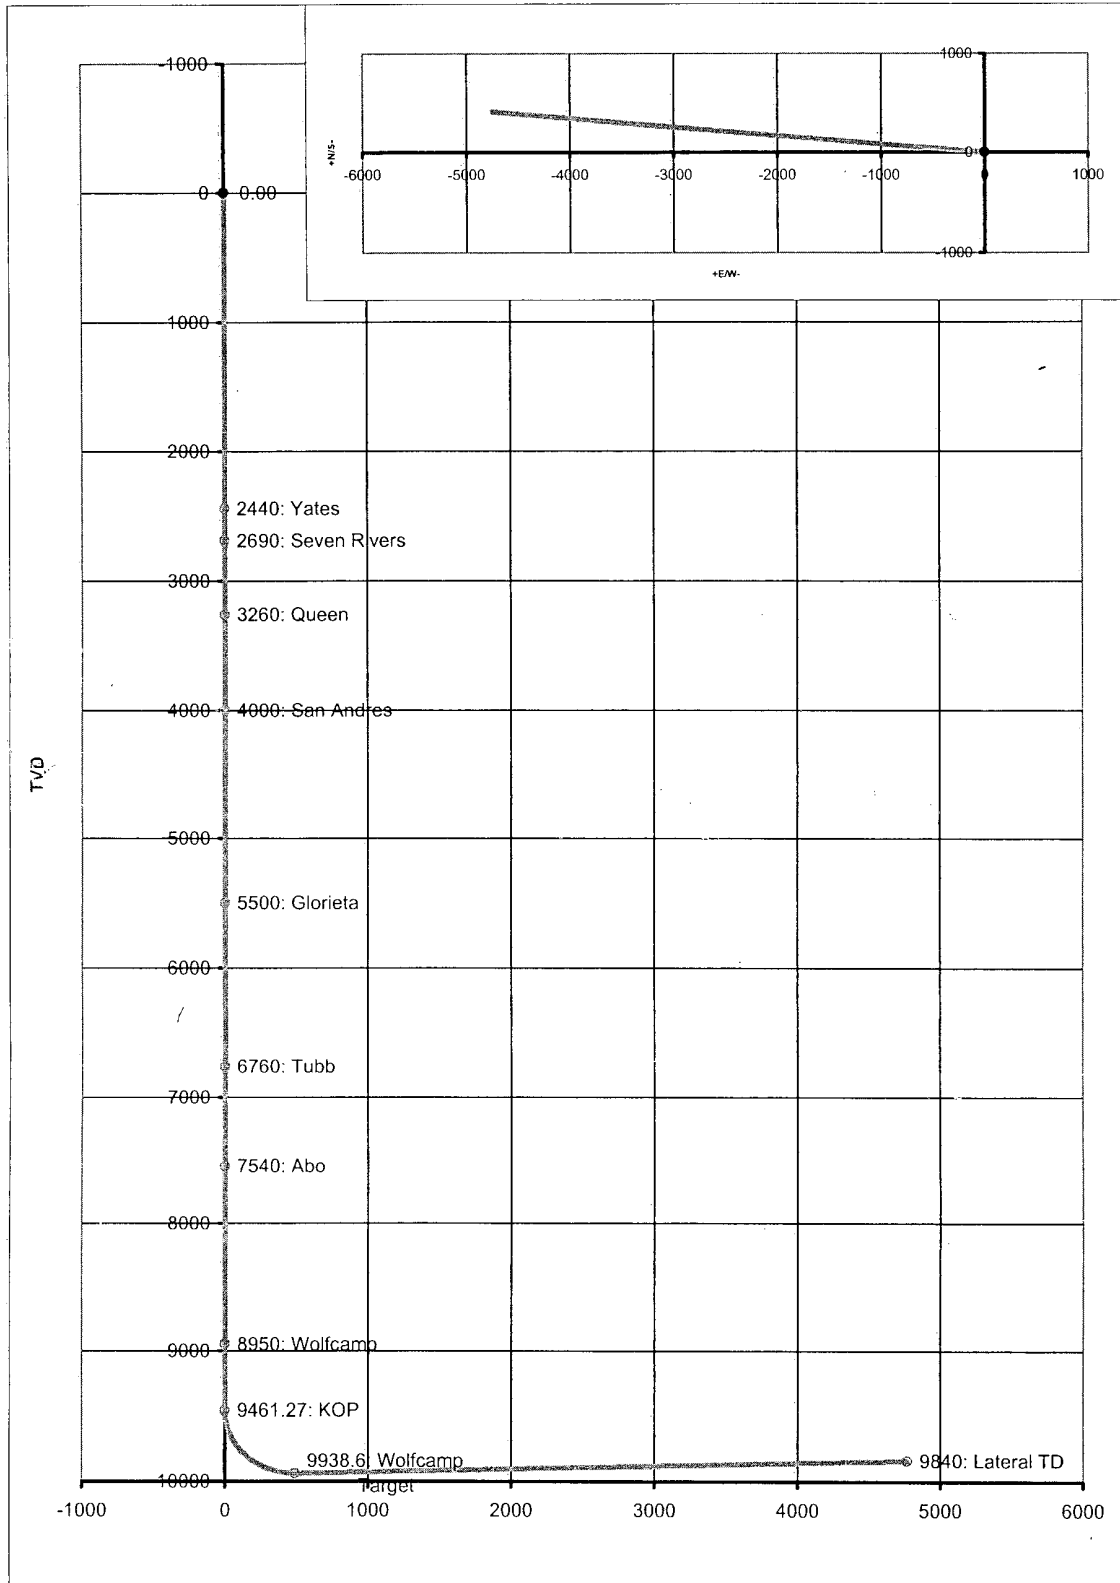 1000
+N/S-
0
-6000 -5000 -4000 -3000 -2000 -1000 0 1000
-1000
+E/W-
-1000
0 0.00
1000
2000
2440: Yates
2690: Seven Rivers
3000
3260: Queen
4000 4000: San Andres
TVD
5000
5500: Glorieta
6000
6760: Tubb
7000
7540: Abo
8000
8950: Wolfcamp
9000
9461.27: KOP
9938.6: Wolfcamp
Target
9840: Lateral TD
10000
-1000 0 1000 2000 3000 4000 5000 6000